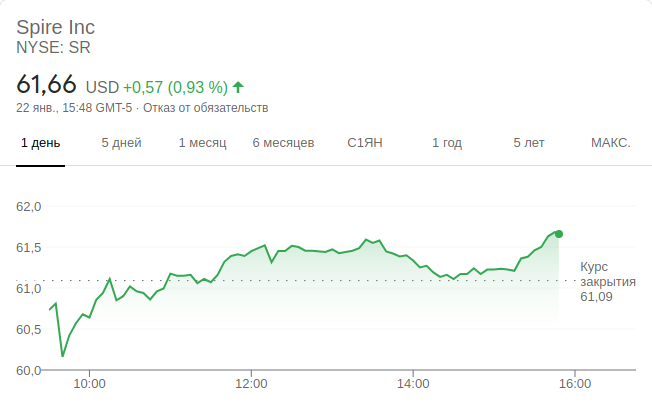 Spire Inc
NYSE: SR
61,66 USD +0,57 (0,93 %)
22 янв., 15:48 GMT-5 · Отказ от обязательств
1 день 5 дней 1 месяц 6 месяцев С1ЯН 1 год 5 лет МАКС.
62,0
61,5
61,0
60,5
60,0
Курс
закрытия
61,09
10:00 12:00 14:00 16:00